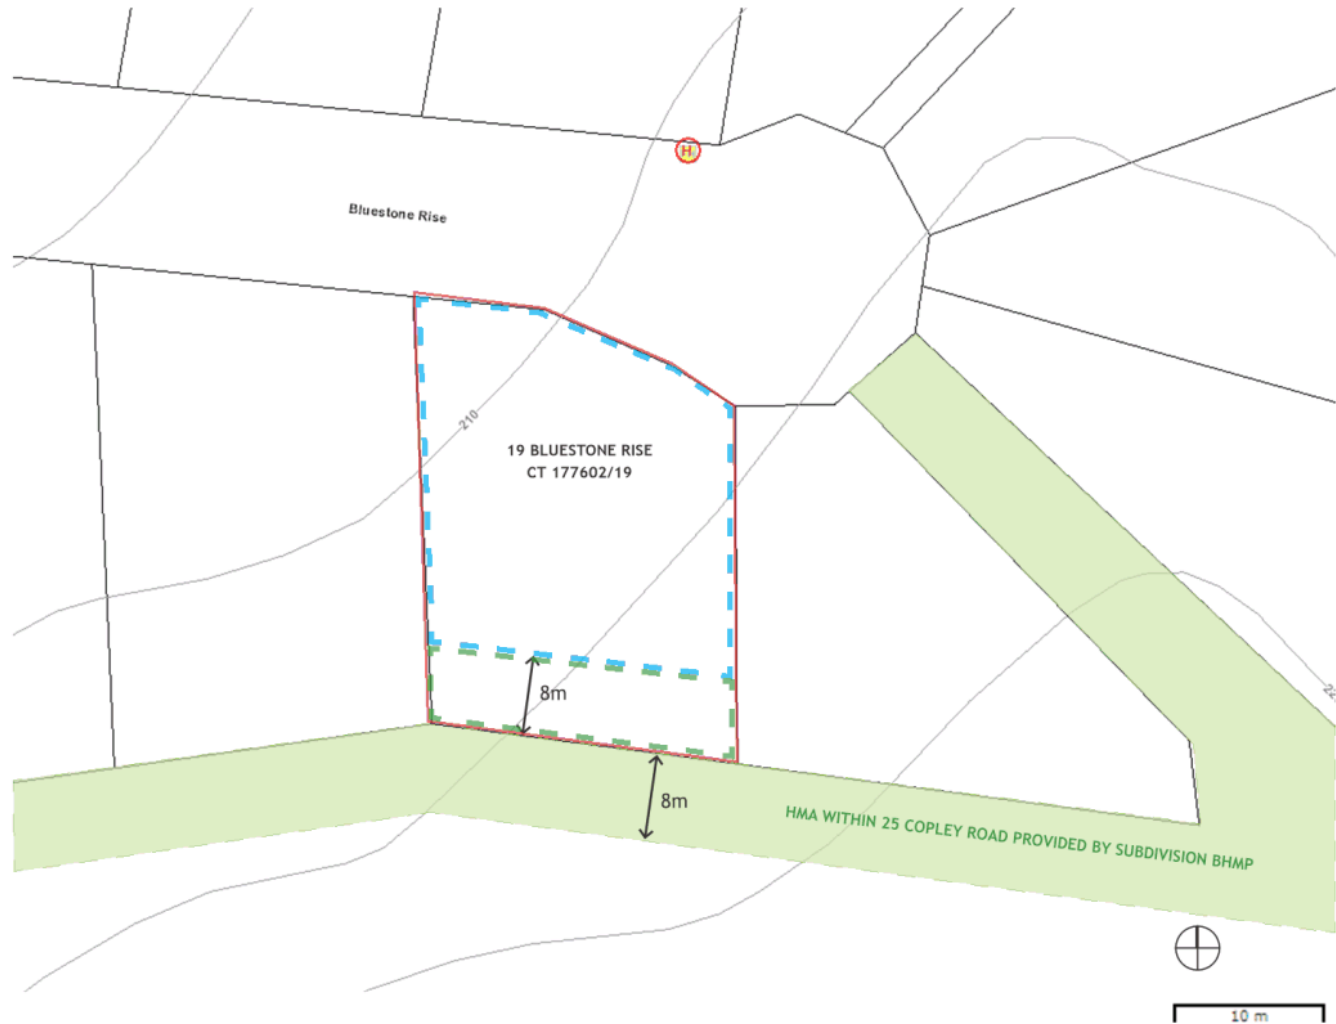 H
Bluestone Rise
210
19 BLUESTONE RISE
CT 177602/19
8m
8m
HMA WITHIN 25 COPLEY ROAD PROVIDED BY SUBDIVISION BHMP
10 m